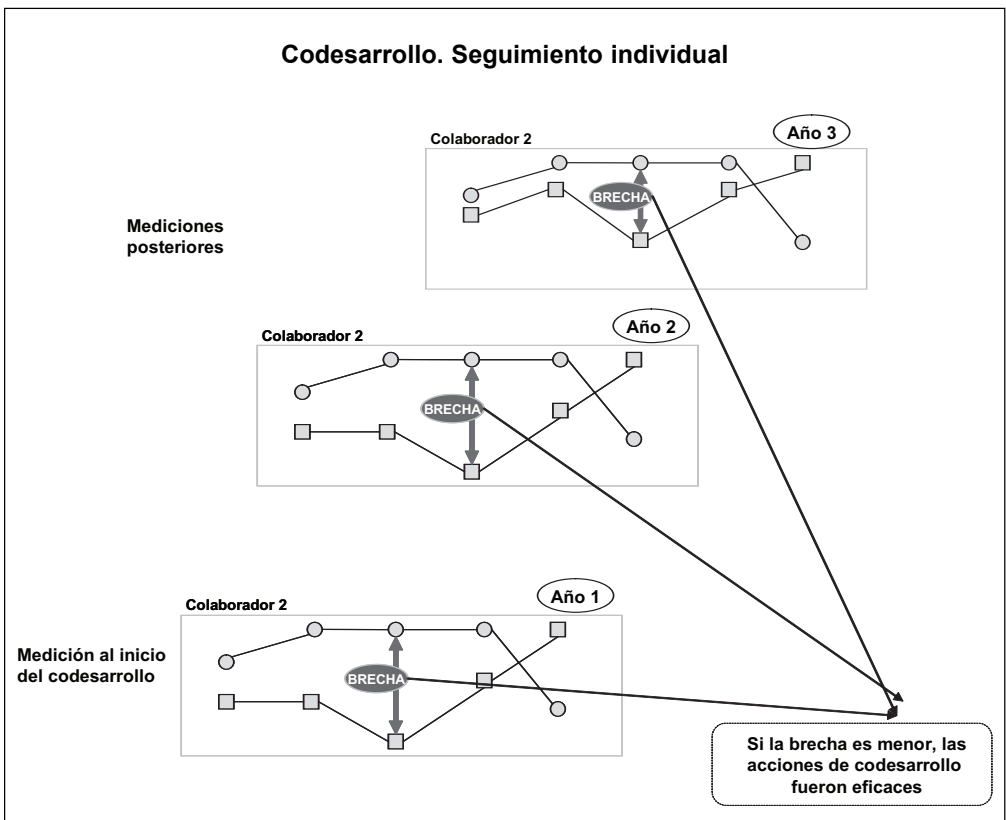 Codesarrollo. Seguimiento individual
Colaborador 2
Año 3
BRECHA
Mediciones
posteriores
Colaborador 2
Año 2
BRECHA
Colaborador 2
Año 1
BRECHA
Medición al inicio
del codesarrollo
Si la brecha es menor, las
acciones de codesarrollo
fueron eficaces